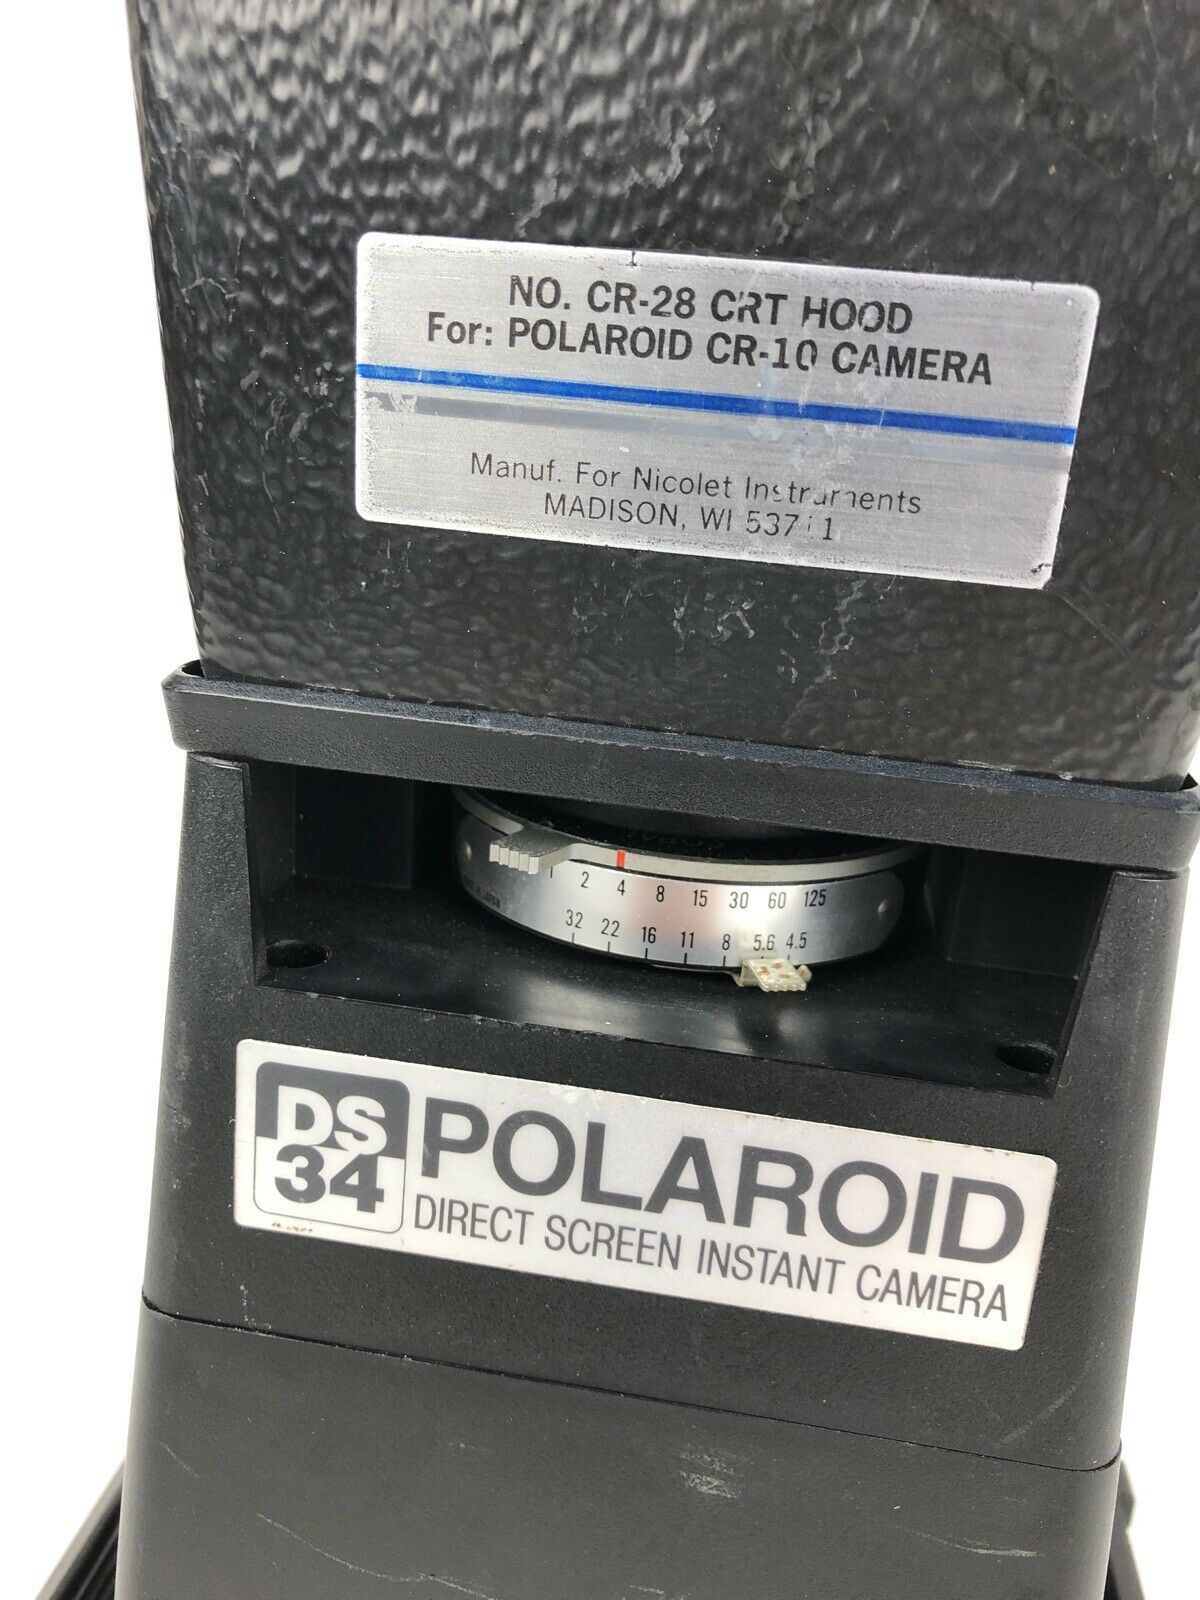 NO. CR-28 CRT HOOD
For: POLAROID CR-10 CAMERA
Manuf. For Nicolet Instruments
MADISON, WI 53711
1 2 4 8 15 30 60 125
JAPAN
32 22 16 11 8 5.6 4.5
DS
34
POLAROID
DIRECT SCREEN INSTANT CAMERA